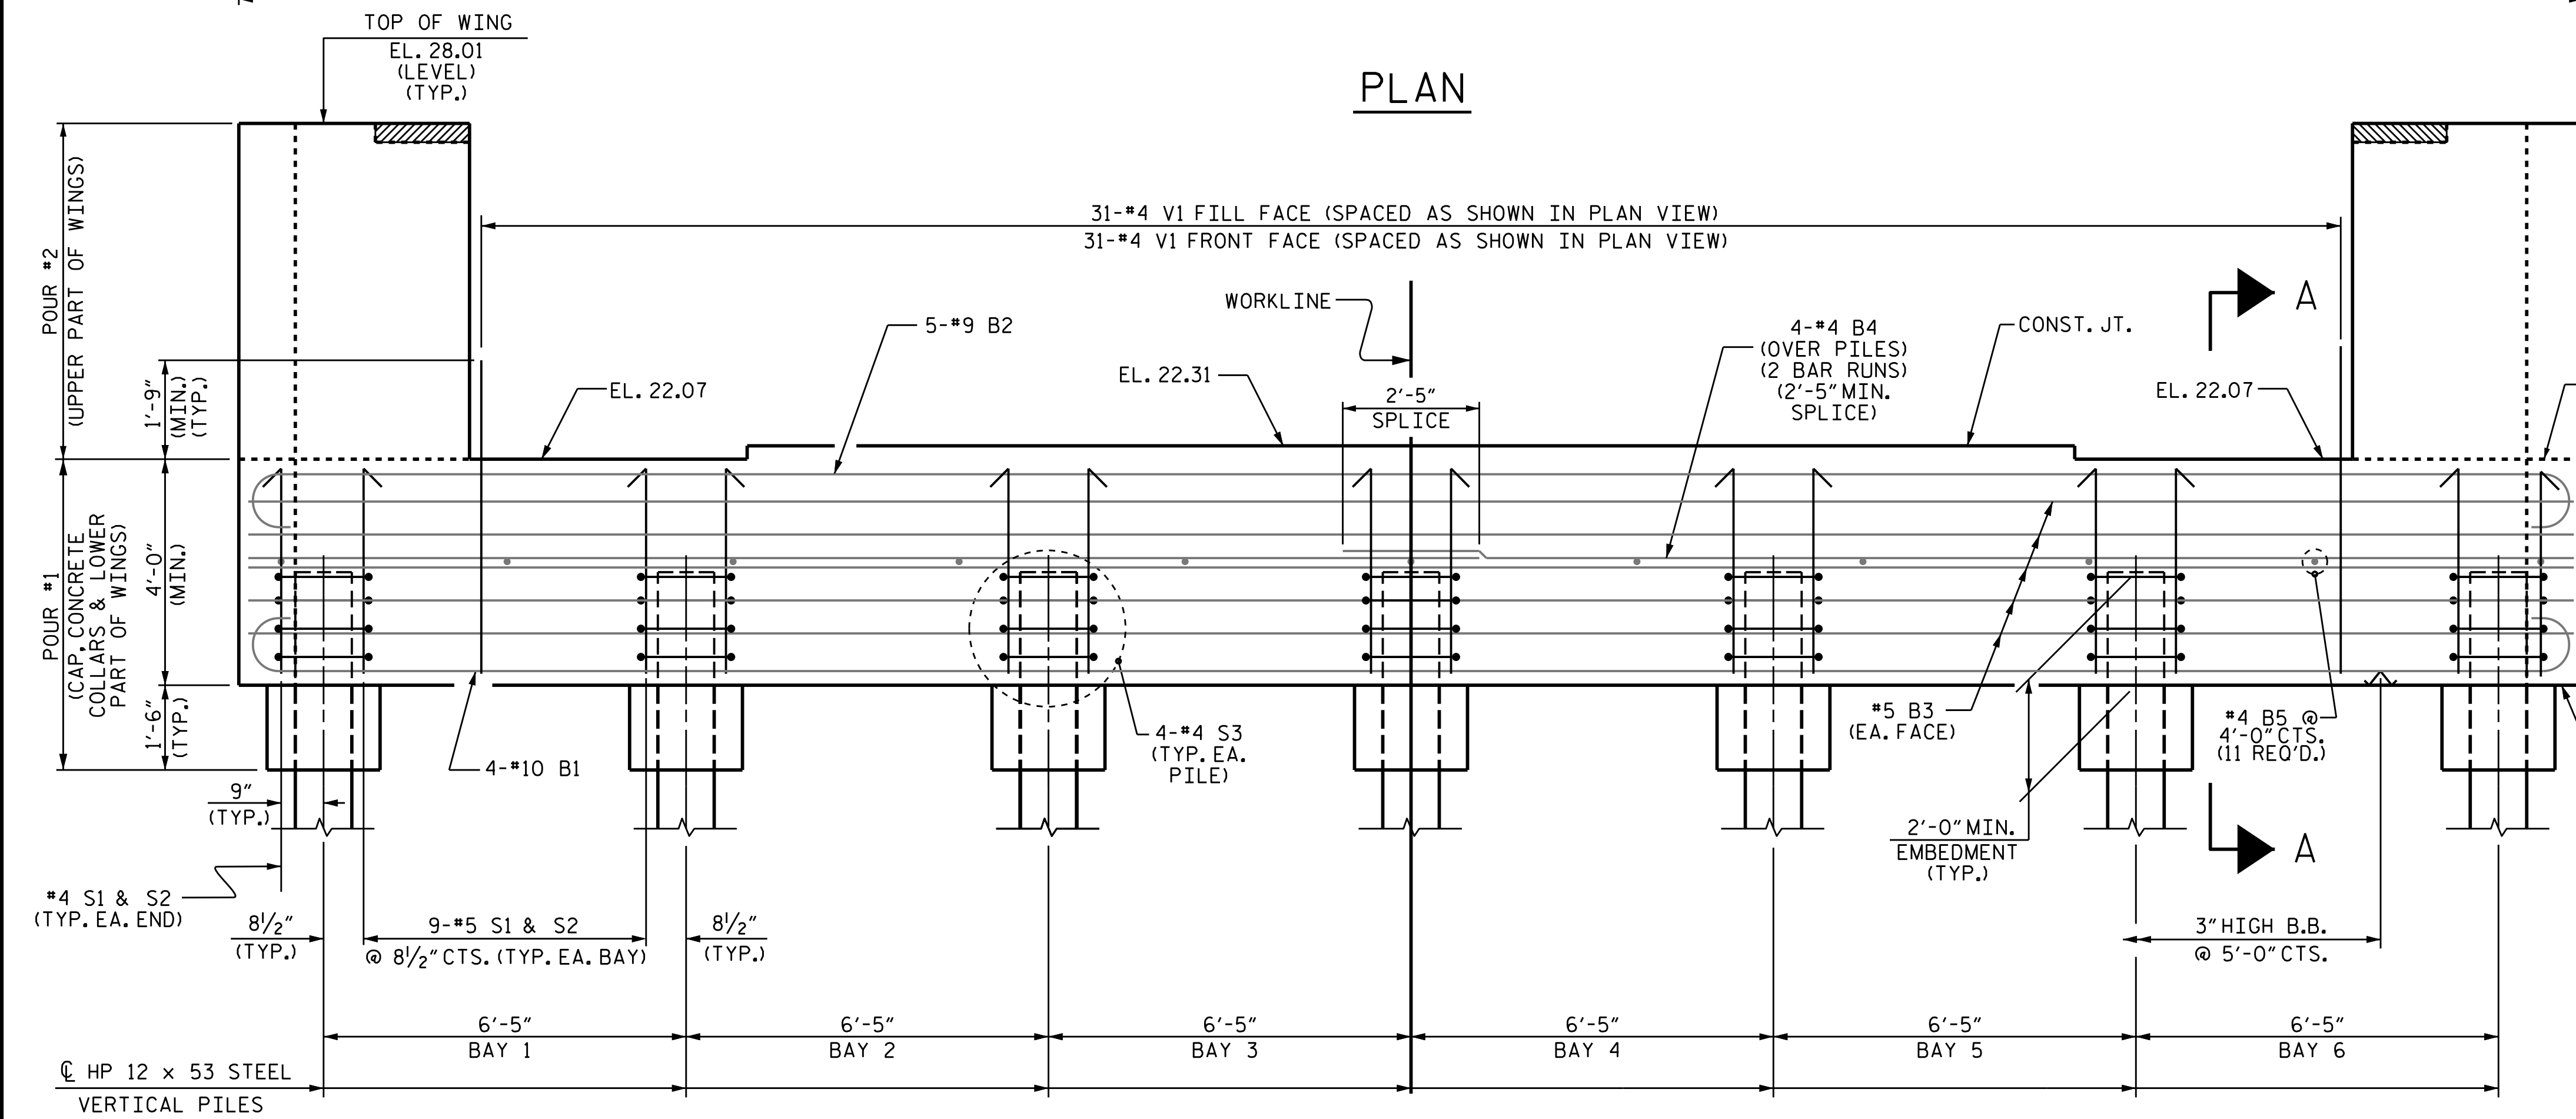 TOP OF WING
EL. 28.01
(LEVEL)
(TYP.)
PLAN
POUR #2
(UPPER PART OF WINGS)
1'-9"
(MIN.)
(TYP.)
31-#4 V1 FILL FACE (SPACED AS SHOWN IN PLAN VIEW)
31-#4 V1 FRONT FACE (SPACED AS SHOWN IN PLAN VIEW)
WORKLINE
A
5-#9 B2
4-#4 B4
(OVER PILES)
(2 BAR RUNS)
(2'-5" MIN.
SPLICE)
CONST. JT.
EL. 22.07
EL. 22.31
2'-5"
SPLICE
EL. 22.07
POUR #1
(CAP, CONCRETE
COLLARS & LOWER
PART OF WINGS)
4'-0"
(MIN.)
1'-6"
(TYP.)
4-#10 B1
4-#4 S3
(TYP. EA.
PILE)
#5 B3
(EA. FACE)
#4 B5 @
4'-0" CTS.
(11 REQ'D.)
9"
(TYP.)
2'-0" MIN.
EMBEDMENT
(TYP.)
A
#4 S1 & S2
(TYP. EA. END)
8½"
(TYP.)
9-#5 S1 & S2
@ 8½" CTS. (TYP. EA. BAY)
8½"
(TYP.)
3" HIGH B.B.
@ 5'-0" CTS.
6'-5"
BAY 1
6'-5"
BAY 2
6'-5"
BAY 3
6'-5"
BAY 4
6'-5"
BAY 5
6'-5"
BAY 6
℄ HP 12 x 53 STEEL
VERTICAL PILES